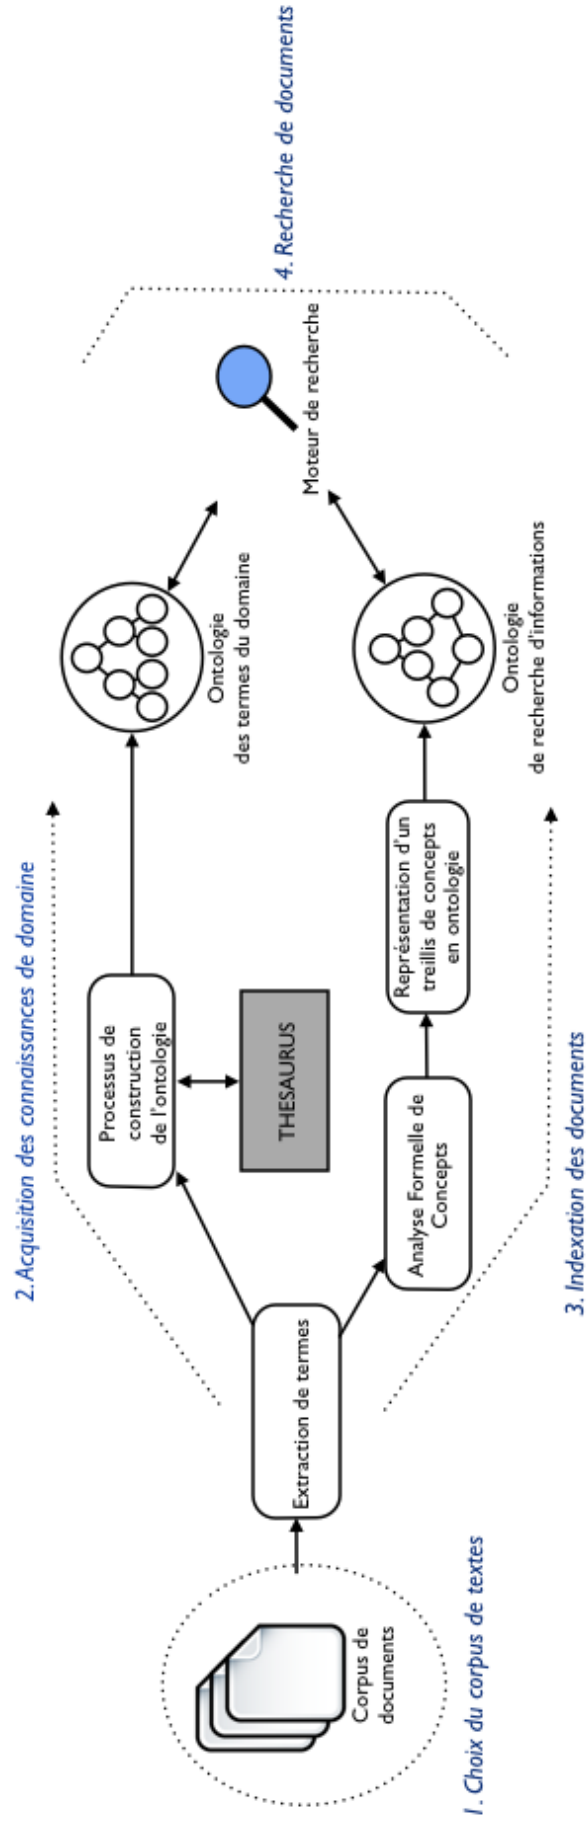 1. Choix du corpus de textes
Corpus de
documents
Extraction de termes
2. Acquisition des connaissances de domaine
Processus de
construction
de l'ontologie
THESAURUS
Ontologie
des termes du domaine
3. Indexation des documents
Analyse Formelle de
Concepts
Représentation d'un
treillis de concepts
en ontologie
Ontologie
de recherche d'informations
Moteur de recherche
4. Recherche de documents